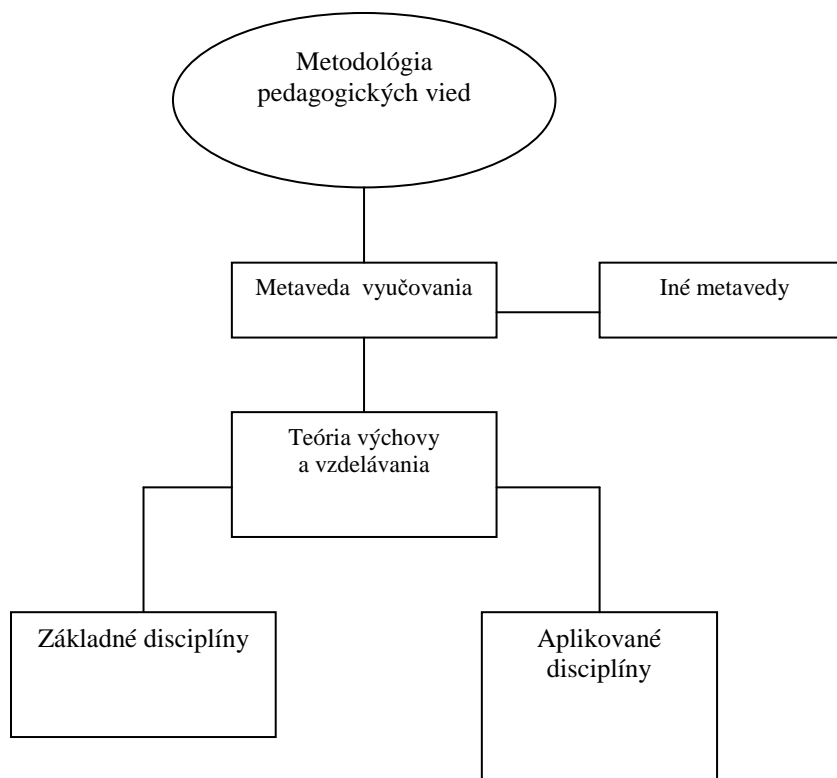 Metodológia
pedagogických vied
Metaveda  vyučovania
Iné metavedy
Teória výchovy
a vzdelávania
Základné disciplíny
Aplikované
disciplíny